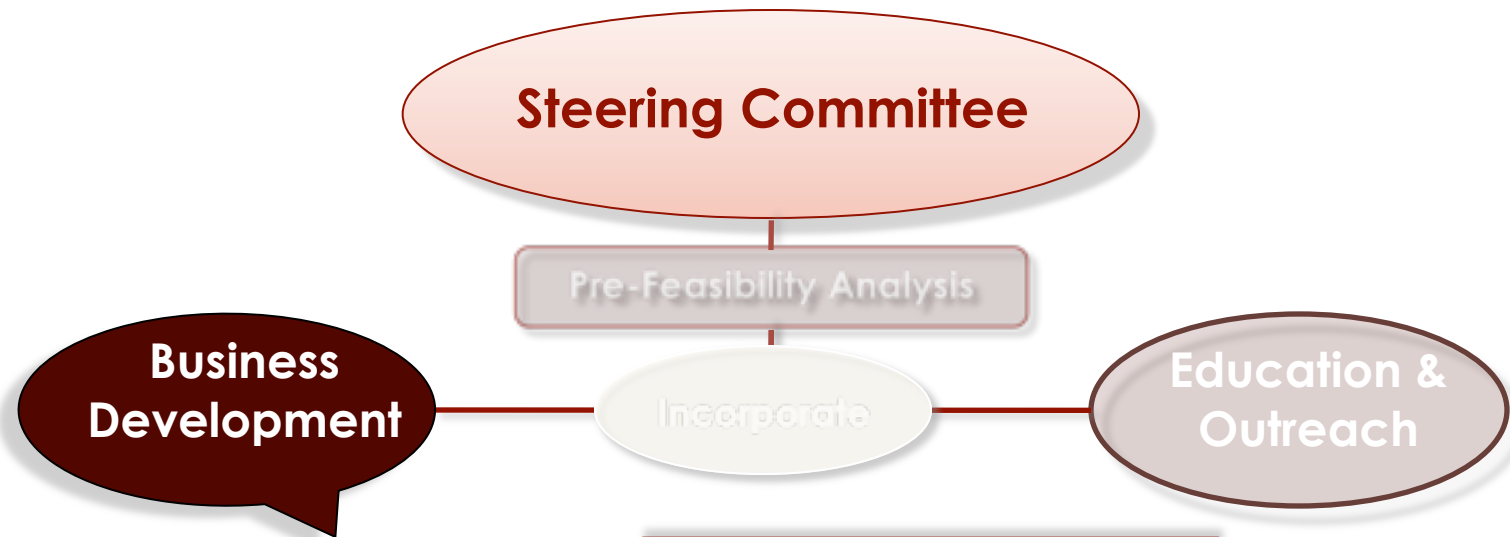 Steering Committee
Pre-Feasibility Analysis
Business
Development
Incorporate
Education &
Outreach